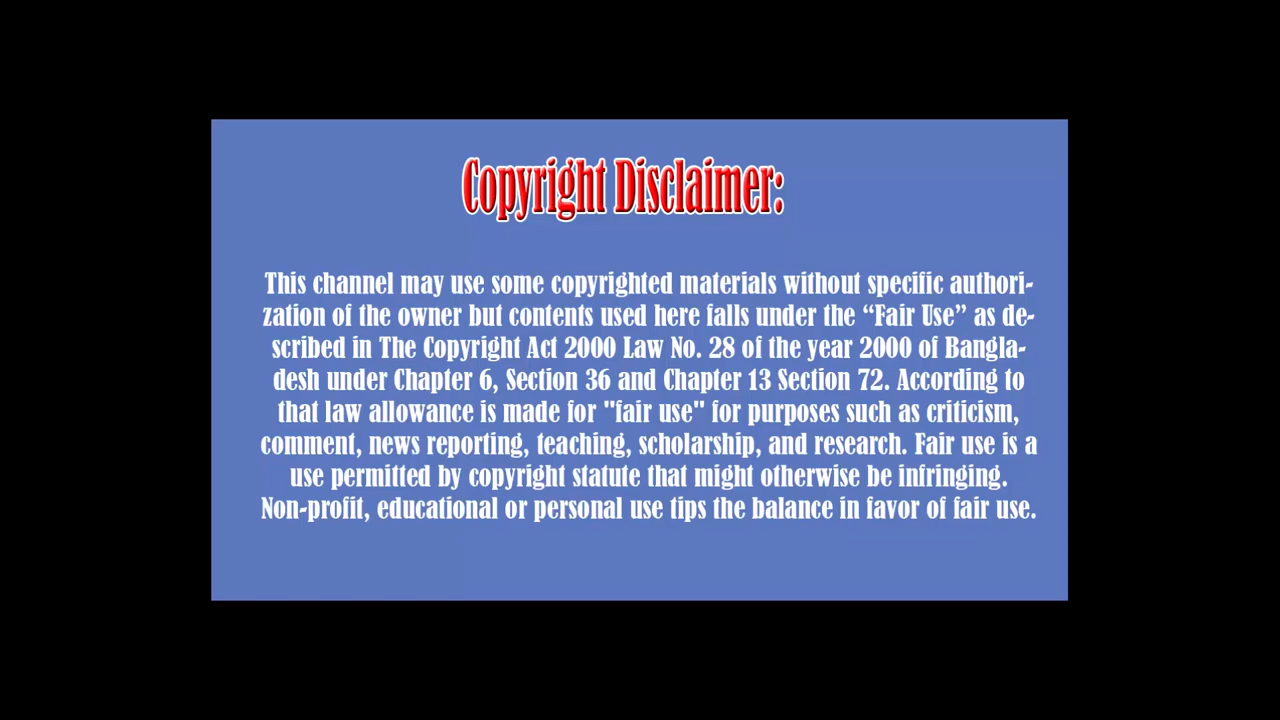 Copyright Disclaimer:
This channel may use some copyrighted materials without specific authori-
zation of the owner but contents used here falls under the “Fair Use” as de-
scribed in The Copyright Act 2000 Law No. 28 of the year 2000 of Bangla-
desh under Chapter 6, Section 36 and Chapter 13 Section 72. According to
that law allowance is made for "fair use" for purposes such as criticism,
comment, news reporting, teaching, scholarship, and research. Fair use is a
use permitted by copyright statute that might otherwise be infringing.
Non-profit, educational or personal use tips the balance in favor of fair use.